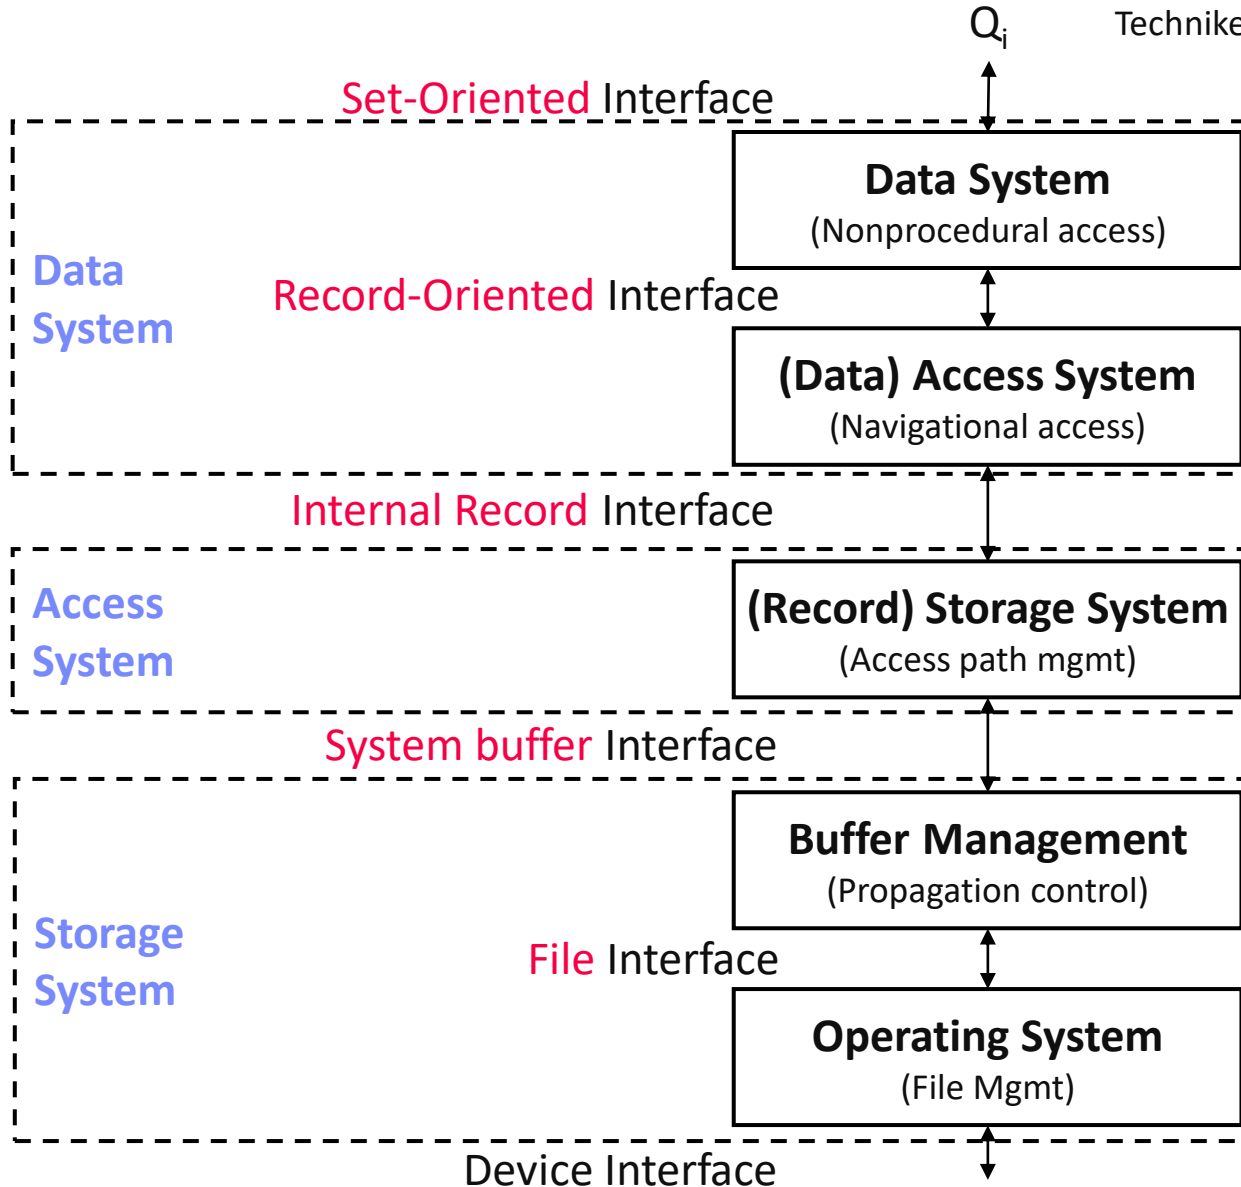 Qi
Technike
Set-Oriented Interface
Data System
(Nonprocedural access)
Data
System
Record-Oriented Interface
(Data) Access System
(Navigational access)
Internal Record Interface
Access
System
(Record) Storage System
(Access path mgmt)
System buffer Interface
Buffer Management
(Propagation control)
Storage
System
File Interface
Operating System
(File Mgmt)
Device Interface